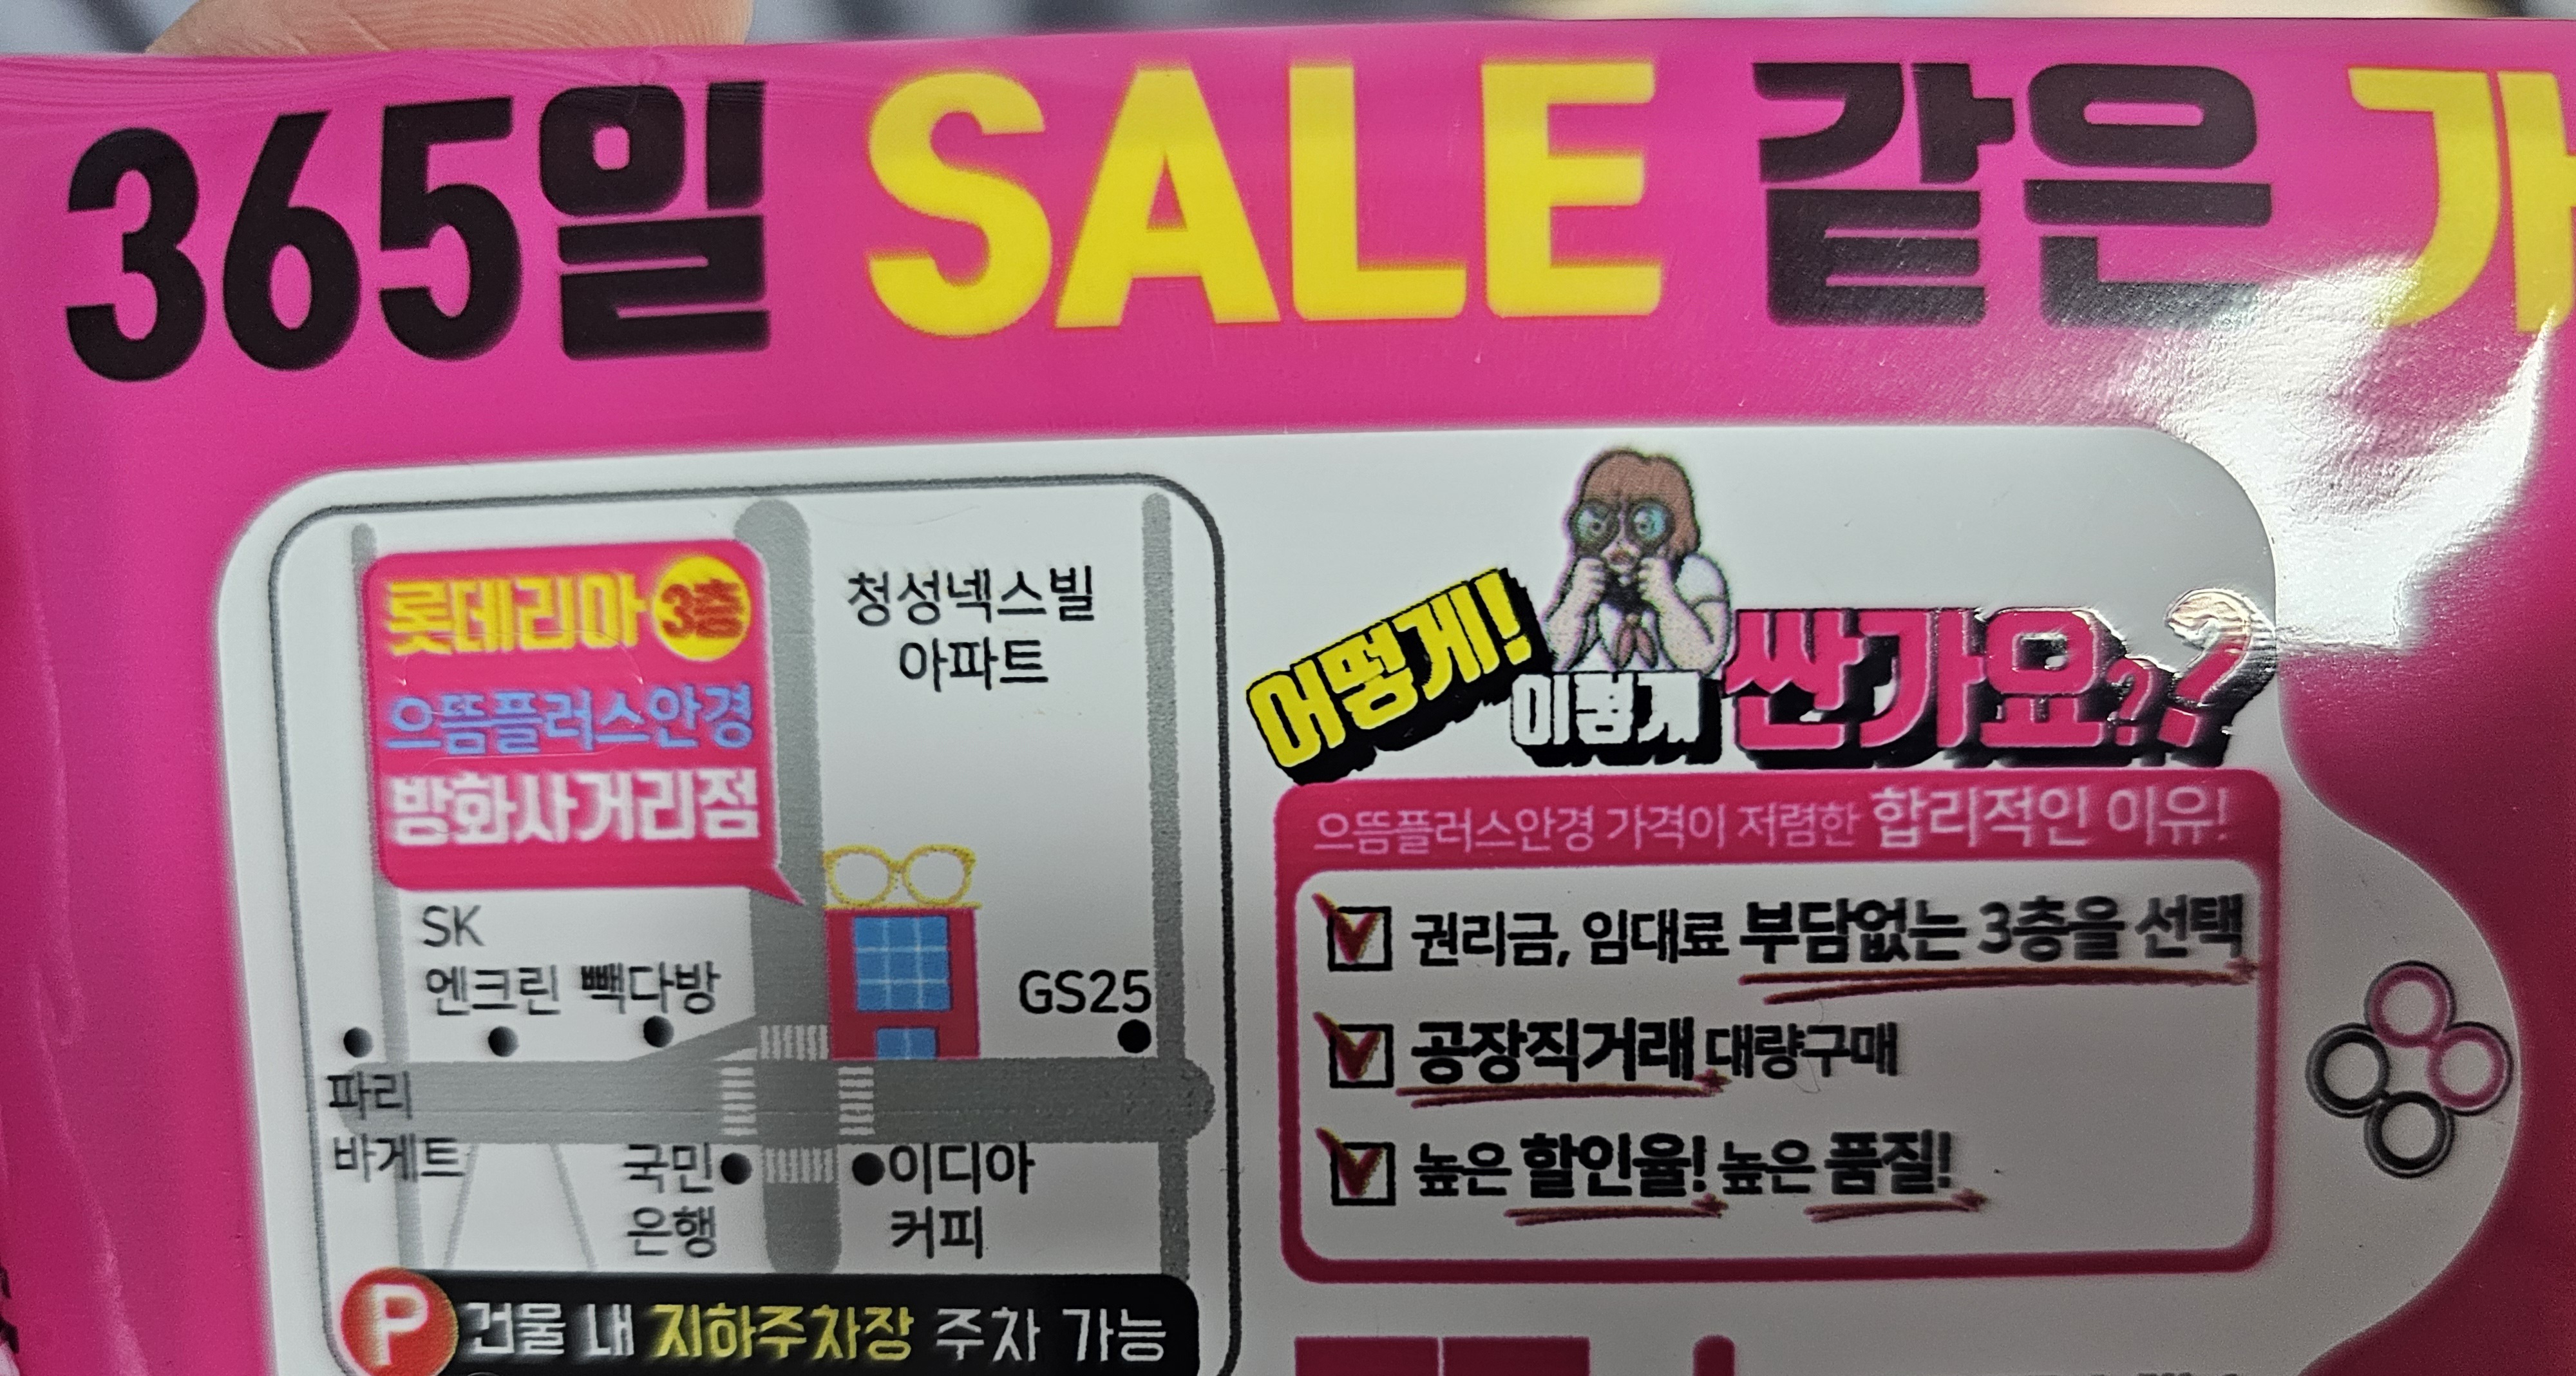 365일 SALE 같은 가
롯데리아 3층
으뜸플러스안경
방화사거리점
청성넥스빌
아파트
SK
엔크린
빽다방
GS25
파리
바게트
국민
은행
이디아
커피
P 건물 내 지하주차장 주차 가능
어떻게! 이렇게 싼가요??
으뜸플러스안경 가격이 저렴한 합리적인 이유!
권리금, 임대료 부담없는 3층을 선택
공장직거래 대량구매
높은 할인율! 높은 품질!